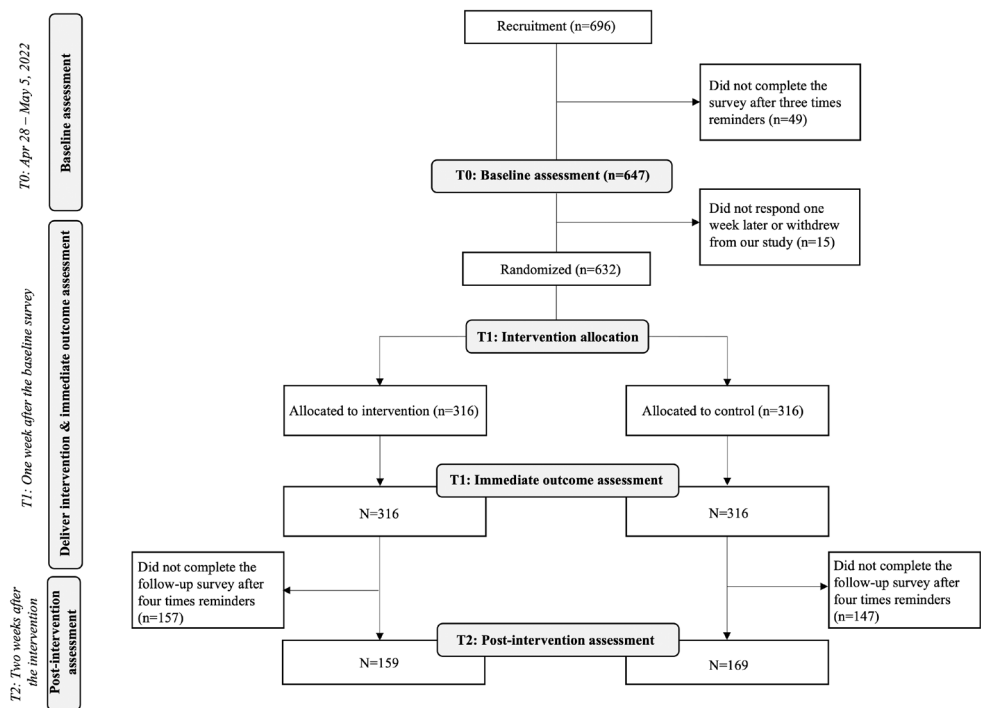 Recruitment (n=696)
Did not complete the
survey after three times
reminders (n=49)
T0: Baseline assessment (n=647)
Did not respond one
week later or withdrew
from our study (n=15)
Randomized (n=632)
T1: Intervention allocation
Allocated to intervention (n=316)
Allocated to control (n=316)
T1: Immediate outcome assessment
N=316
N=316
Did not complete the
follow-up survey after
four times reminders
(n=157)
Did not complete the
follow-up survey after
four times reminders
(n=147)
T2: Post-intervention assessment
N=159
N=169
T0: Apr 28 – May 5, 2022
Baseline assessment
T1: One week after the baseline survey
Deliver intervention & immediate outcome assessment
T2: Two weeks after
the intervention
Post-intervention
assessment